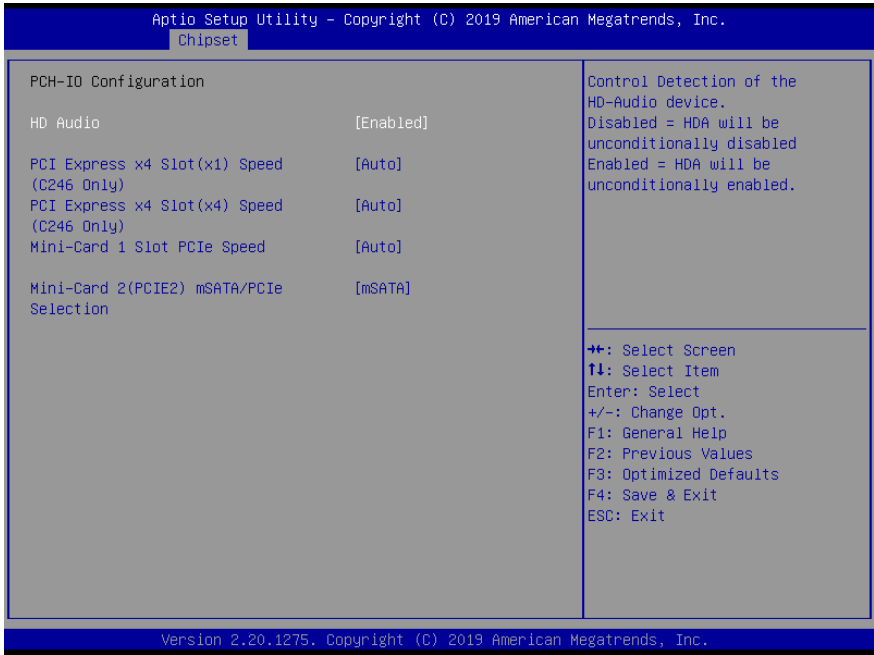 Aptio Setup Utility – Copyright (C) 2019 American Megatrends, Inc.
Chipset
PCH-IO Configuration
HD Audio [Enabled]
PCI Express x4 Slot(x1) Speed [Auto]
(C246 Only)
PCI Express x4 Slot(x4) Speed [Auto]
(C246 Only)
Mini-Card 1 Slot PCIe Speed [Auto]
Mini-Card 2(PCIE2) mSATA/PCIe [mSATA]
Selection
Control Detection of the
HD-Audio device.
Disabled = HDA will be
unconditionally disabled
Enabled = HDA will be
unconditionally enabled.
→←: Select Screen
↑↓: Select Item
Enter: Select
+/-: Change Opt.
F1: General Help
F2: Previous Values
F3: Optimized Defaults
F4: Save & Exit
ESC: Exit
Version 2.20.1275. Copyright (C) 2019 American Megatrends, Inc.